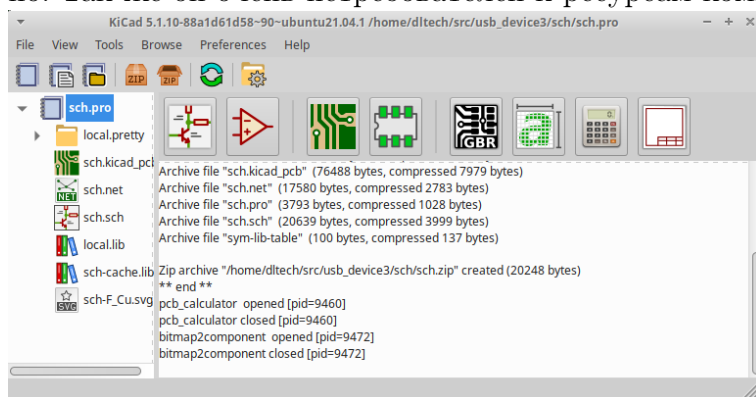 KiCad 5.1.10-88a1d61d58~90~ubuntu21.04.1 /home/dltech/src/usb_device3/sch/sch.pro
File View Tools Browse Preferences Help
ZIP ZIP
sch.pro
local.pretty
sch.kicad_pcb
NET sch.net
sch.sch
local.lib
sch-cache.lib
SVG sch-F_Cu.svg
GBR a 0.
Archive file "sch.kicad_pcb" (76488 bytes, compressed 7979 bytes)
Archive file "sch.net" (17580 bytes, compressed 2783 bytes)
Archive file "sch.pro" (3793 bytes, compressed 1028 bytes)
Archive file "sch.sch" (20639 bytes, compressed 3999 bytes)
Archive file "sym-lib-table" (100 bytes, compressed 137 bytes)
Zip archive "/home/dltech/src/usb_device3/sch/sch.zip" created (20248 bytes)
** end **
pcb_calculator opened [pid=9460]
pcb_calculator closed [pid=9460]
bitmap2component opened [pid=9472]
bitmap2component closed [pid=9472]